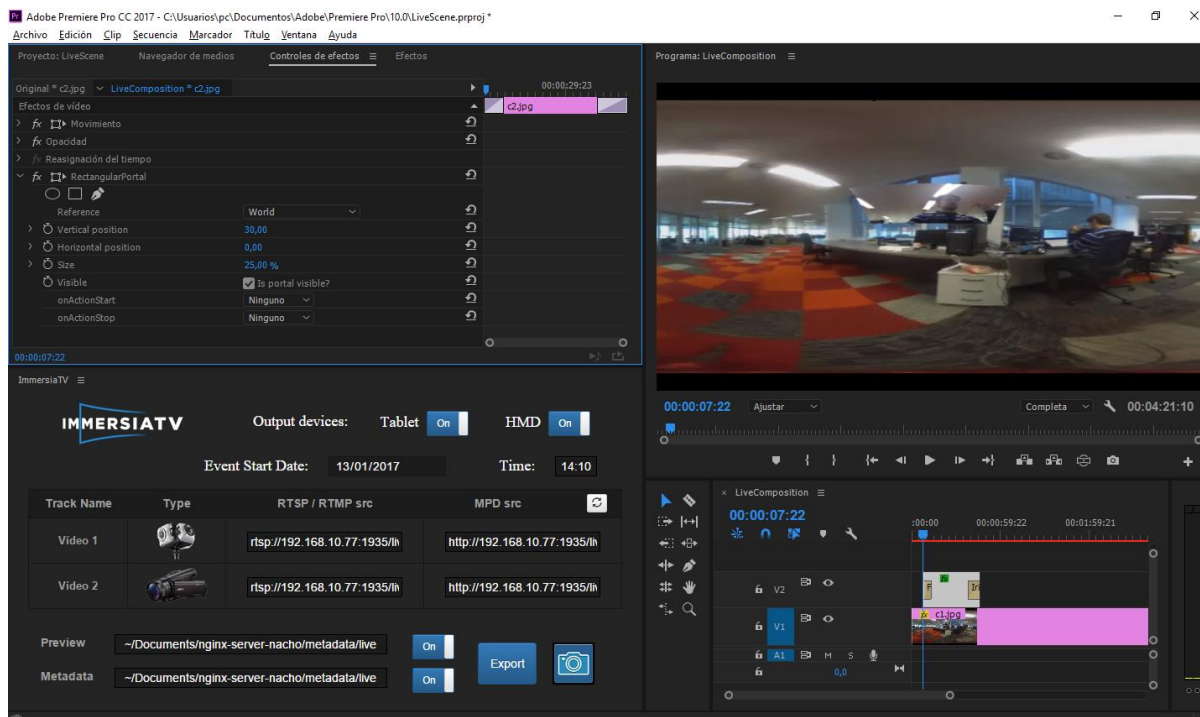 Adobe Premiere Pro CC 2017 - C:\Usuarios\pc\Documentos\Adobe\Premiere Pro\10.0\LiveScene.prproj *
Archivo Edición Clip Secuencia Marcador Título Ventana Ayuda
Proyecto: LiveScene Navegador de medios Controles de efectos Efectos
Original * c2.jpg LiveComposition * c2.jpg
00:00:29:23
Efectos de vídeo
c2.jpg
fx Movimiento
fx Opacidad
fx Reasignación del tiempo
fx RectangularPortal
Reference World
Vertical position 30,00
Horizontal position 0,00
Size 25,00 %
Visible Is portal visible?
onActionStart Ninguno
onActionStop Ninguno
00:00:07:22
Programa: LiveComposition
00:00:07:22 Ajustar Completa 00:04:21:10
ImmersiaTV
IMMERSIATV
Output devices: Tablet On HMD On
Event Start Date: 13/01/2017 Time: 14:10
Track Name Type RTSP / RTMP src MPD src
Video 1 rtsp://192.168.10.77:1935/li http://192.168.10.77:1935/li
Video 2 rtsp://192.168.10.77:1935/li http://192.168.10.77:1935/li
Preview ~/Documents/nginx-server-nacho/metadata/live On
Metadata ~/Documents/nginx-server-nacho/metadata/live On
Export
LiveComposition
00:00:07:22
:00:00 00:00:59:22 00:01:59:21
V2
fx
F
Iri
V1
fx c1.jpg
A1 M S
0,0